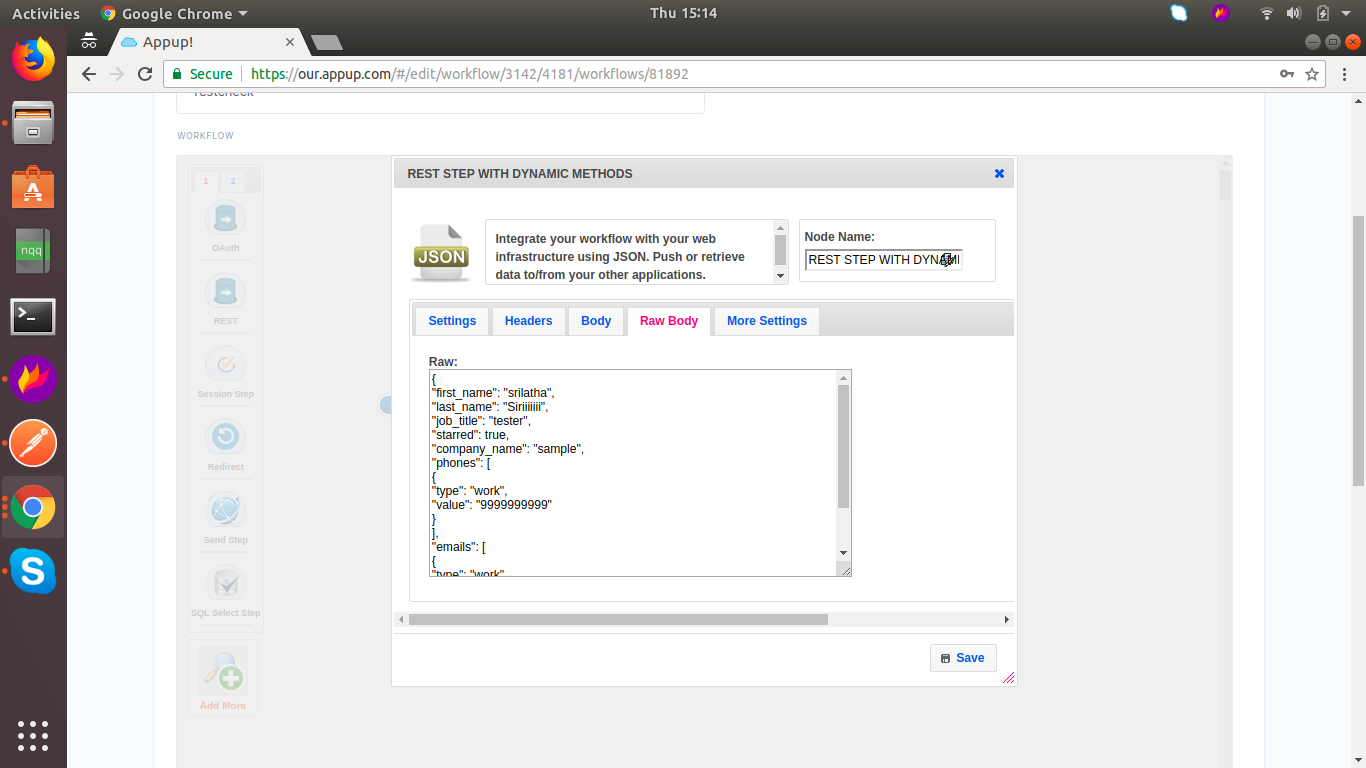 Activities
Google Chrome
Thu 15:14
Appup!
Secure
https://our.appup.com/#/edit/workflow/3142/4181/workflows/81892
Testcheck
WORKFLOW
1 2
OAuth
REST
Session Step
Redirect
Send Step
SQL Select Step
Add More
nqq
REST STEP WITH DYNAMIC METHODS
JSON
Integrate your workflow with your web
infrastructure using JSON. Push or retrieve
data to/from your other applications.
Node Name:
REST STEP WITH DYNAMI
Settings
Headers
Body
Raw Body
More Settings
Raw:
{
"first_name": "srilatha",
"last_name": "Siriiiiiii",
"job_title": "tester",
"starred": true,
"company_name": "sample",
"phones": [
{
"type": "work",
"value": "9999999999"
}
],
"emails": [
{
"type": "work"
Save